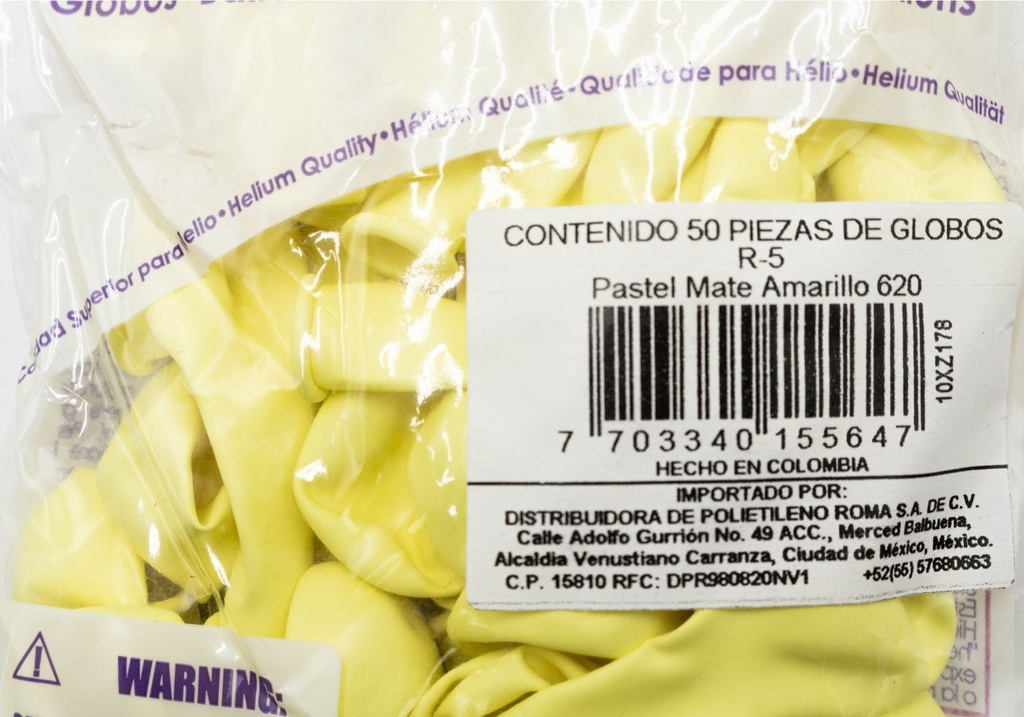 Globos
Superior para Helio•Helium Quality•Hélium Qualité-Qualidade para Hélio•Helium Qualität
CONTENIDO 50 PIEZAS DE GLOBOS
R-5
Pastel Mate Amarillo 620
10XZ178
7 703340 155647
HECHO EN COLOMBIA
IMPORTADO POR:
DISTRIBUIDORA DE POLIETILENO ROMA S.A. DE C.V.
Calle Adolfo Gurrión No. 49 ACC., Merced Balbuena,
Alcaldia Venustiano Carranza, Ciudad de México, México.
C.P. 15810 RFC: DPR980820NV1 +52(55) 57680663
WARNING: